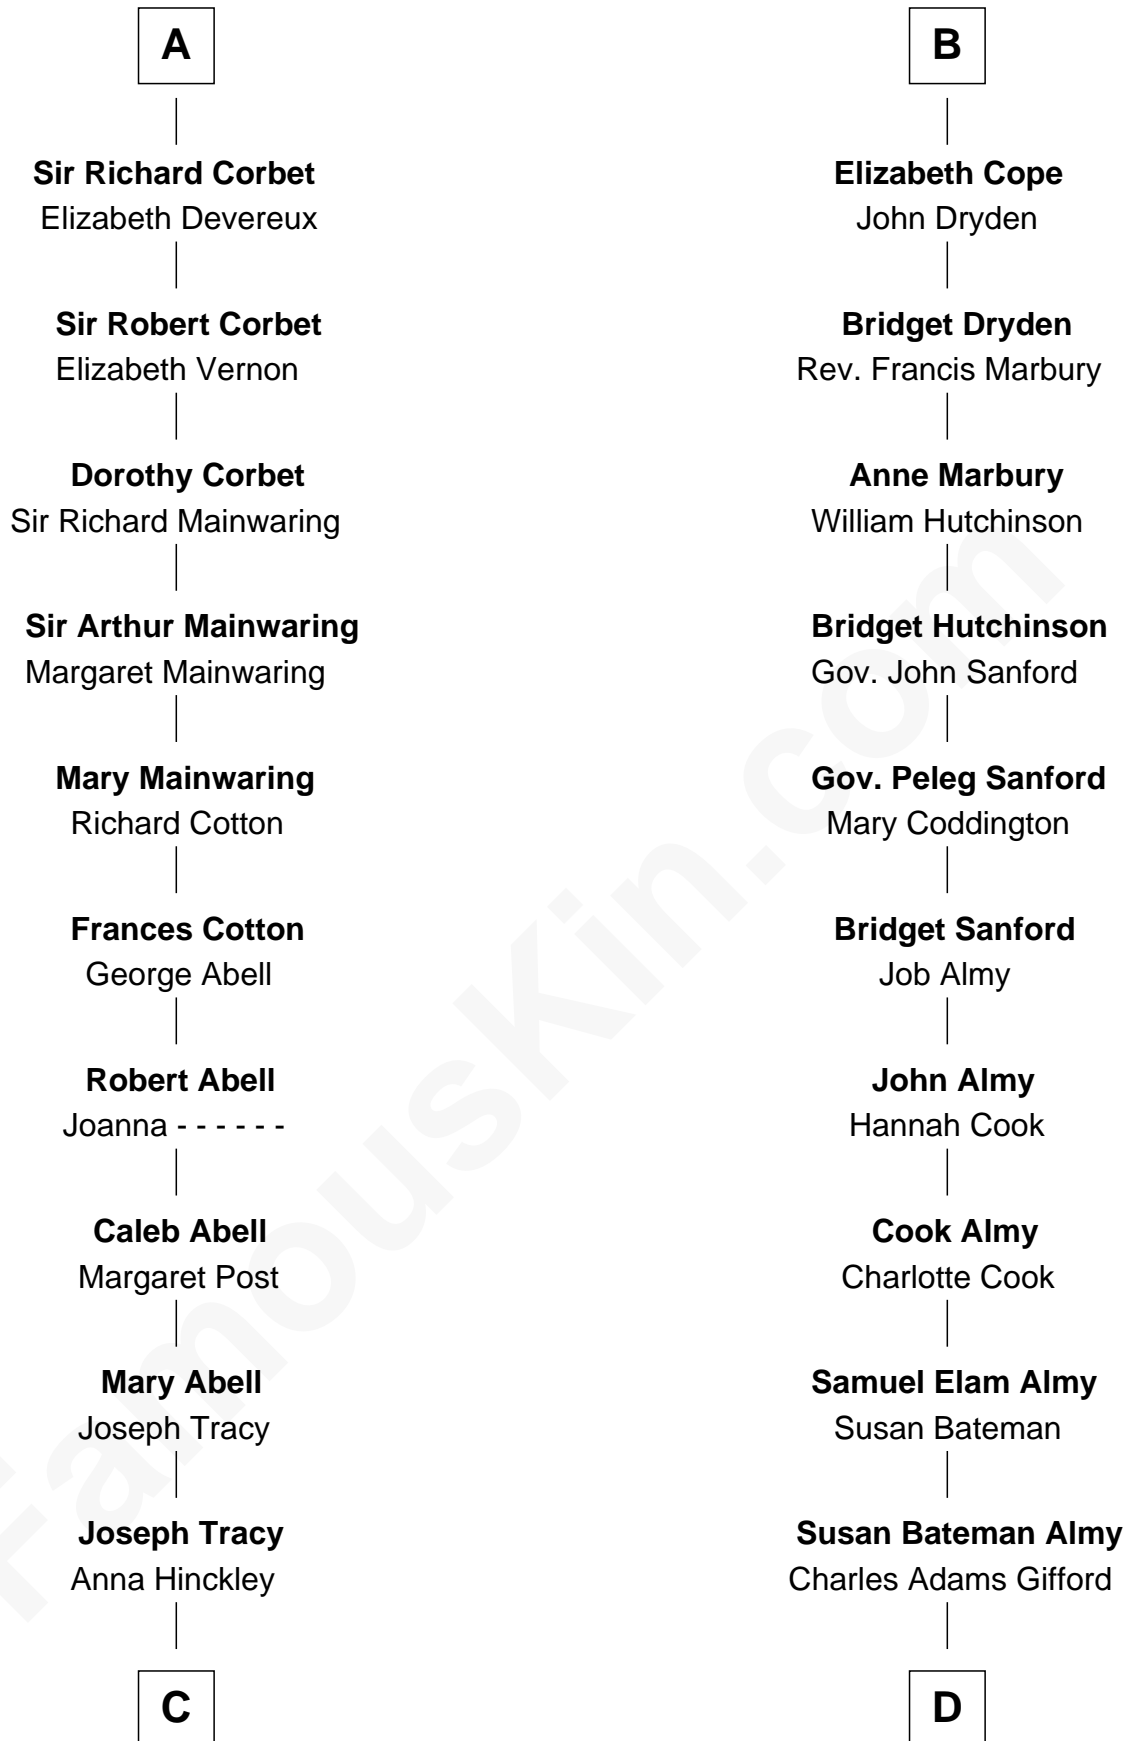 A
Sir Richard Corbet
Elizabeth Devereux
Sir Robert Corbet
Elizabeth Vernon
Dorothy Corbet
Sir Richard Mainwaring
Sir Arthur Mainwaring
Margaret Mainwaring
Mary Mainwaring
Richard Cotton
Frances Cotton
George Abell
Robert Abell
Joanna - - - - - -
Caleb Abell
Margaret Post
Mary Abell
Joseph Tracy
Joseph Tracy
Anna Hinckley
C
B
Elizabeth Cope
John Dryden
Bridget Dryden
Rev. Francis Marbury
Anne Marbury
William Hutchinson
Bridget Hutchinson
Gov. John Sanford
Gov. Peleg Sanford
Mary Coddington
Bridget Sanford
Job Almy
John Almy
Hannah Cook
Cook Almy
Charlotte Cook
Samuel Elam Almy
Susan Bateman
Susan Bateman Almy
Charles Adams Gifford
D
FamousKin.com